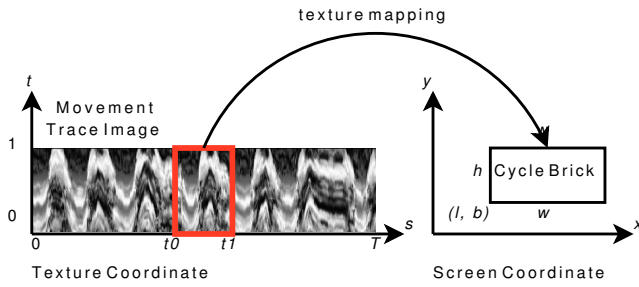 texture mapping
t
Movement
Trace Image
1
0
0
t0
t1
T
s
Texture Coordinate
y
h
Cycle Brick
(l, b)
w
x
Screen Coordinate